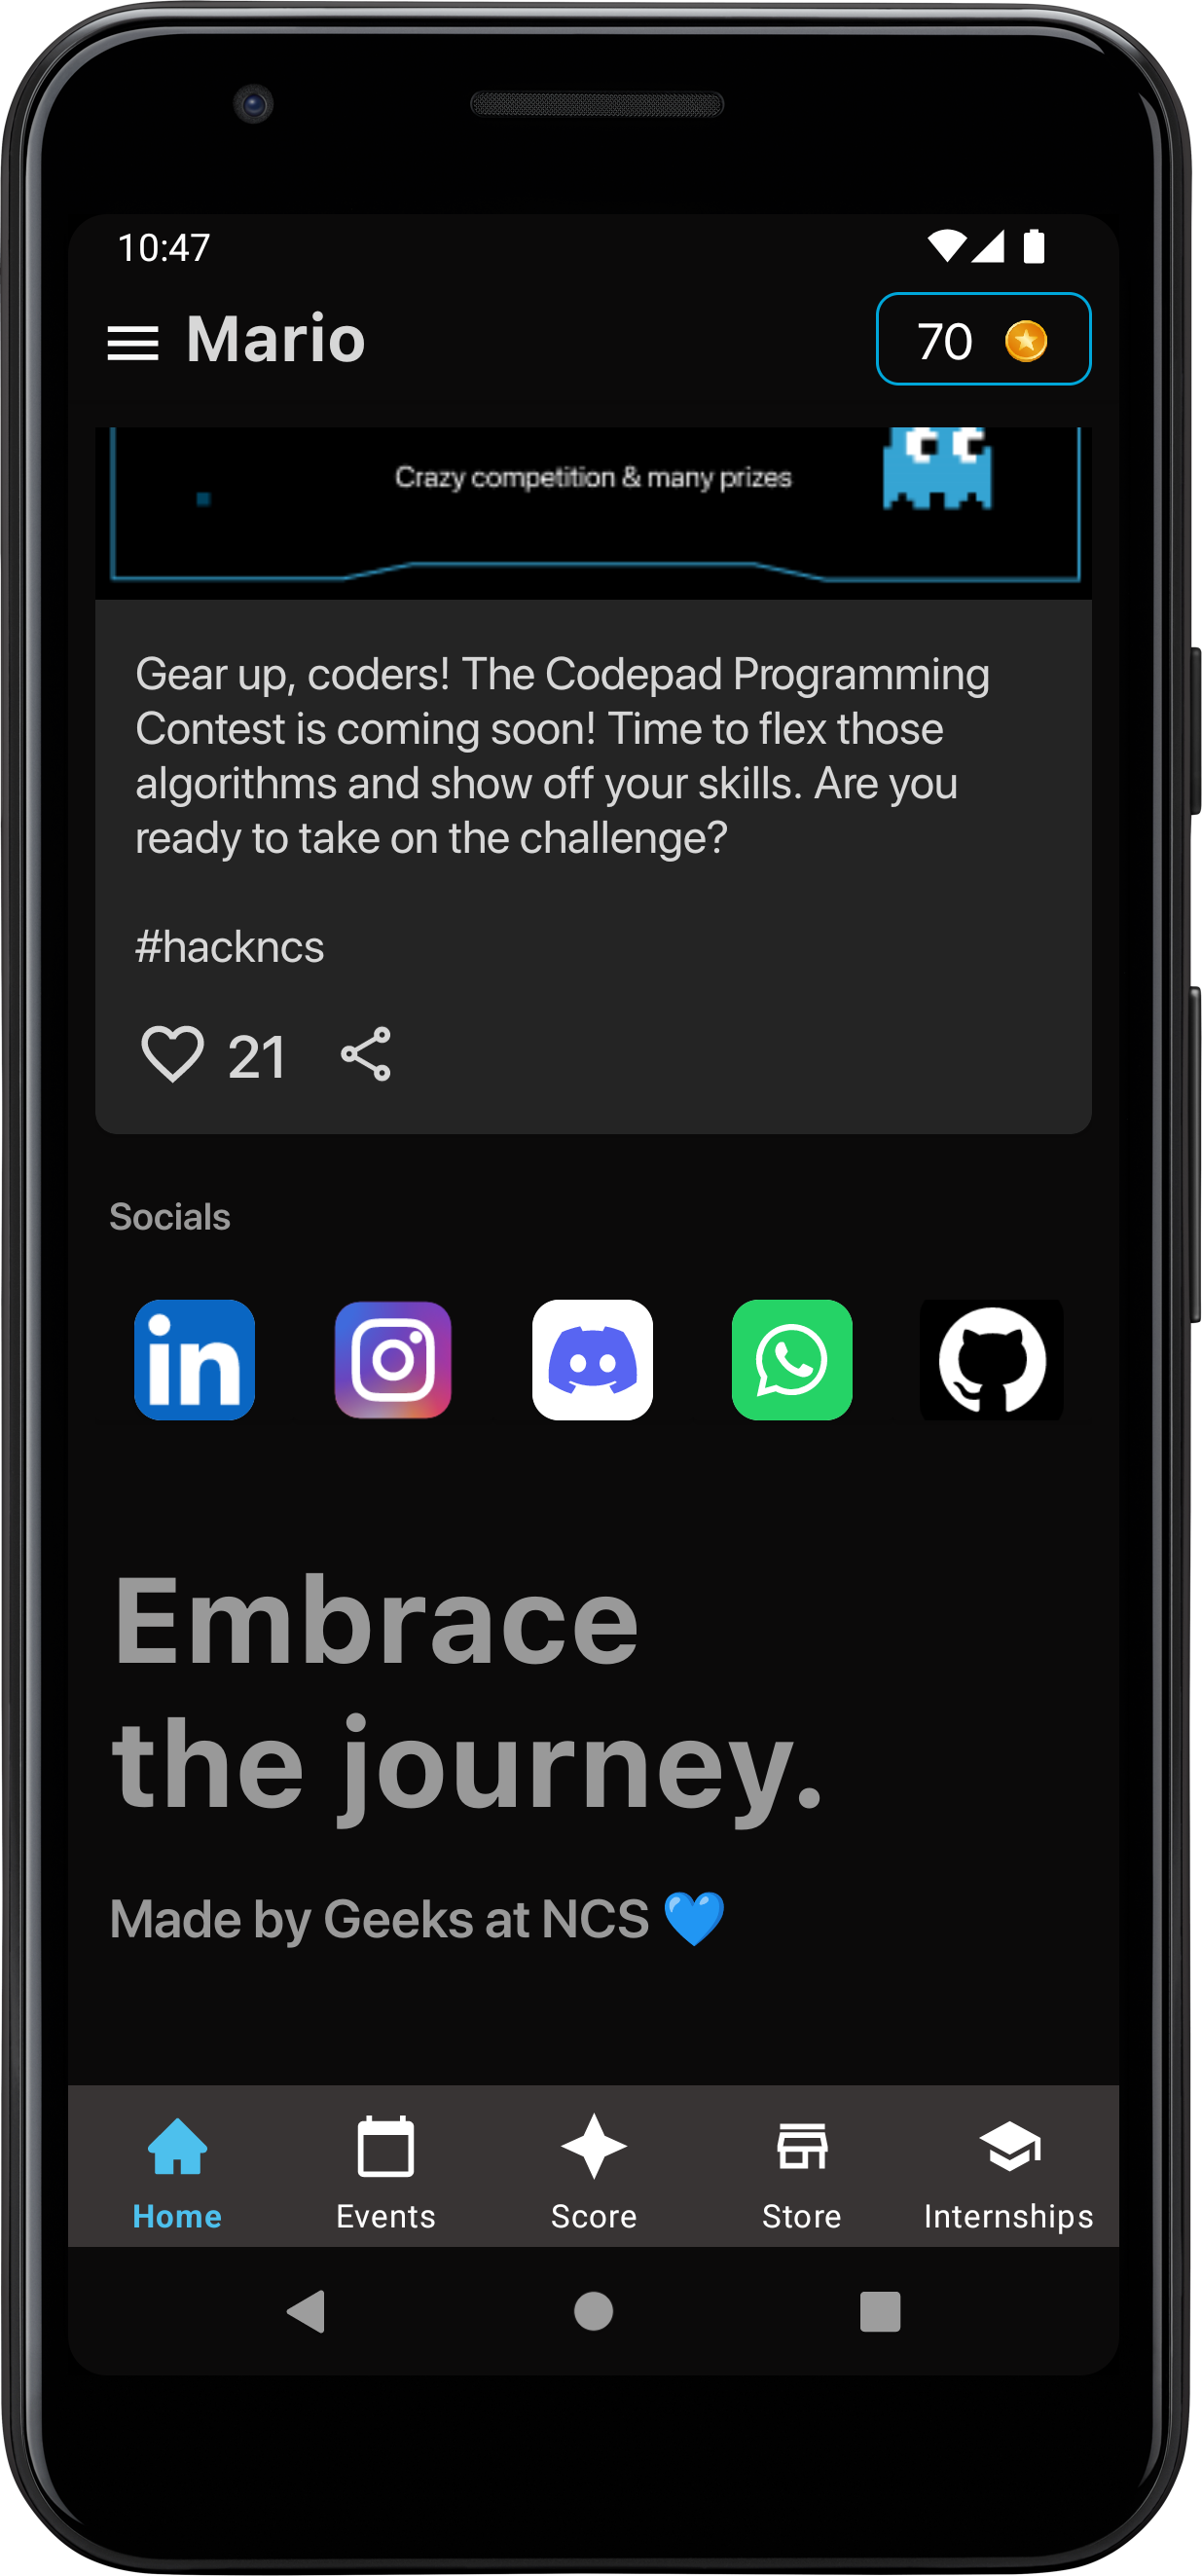 10:47
Mario
70
Crazy competition & many prizes
Gear up, coders! The Codepad Programming
Contest is coming soon! Time to flex those
algorithms and show off your skills. Are you
ready to take on the challenge?
#hackncs
21
Socials
in
Embrace
the journey.
Made by Geeks at NCS 💙
Home
Events
Score
Store
Internships